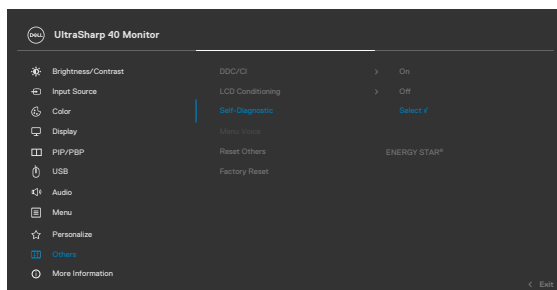 DELL UltraSharp 40 Monitor
Brightness/Contrast DDC/CI > On
Input Source LCD Conditioning > Off
Color Self-Diagnostic Select √
Display Menu Voice
PIP/PBP Reset Others ENERGY STAR®
USB Factory Reset
Audio
Menu
Personalize
Others
More Information
< Exit